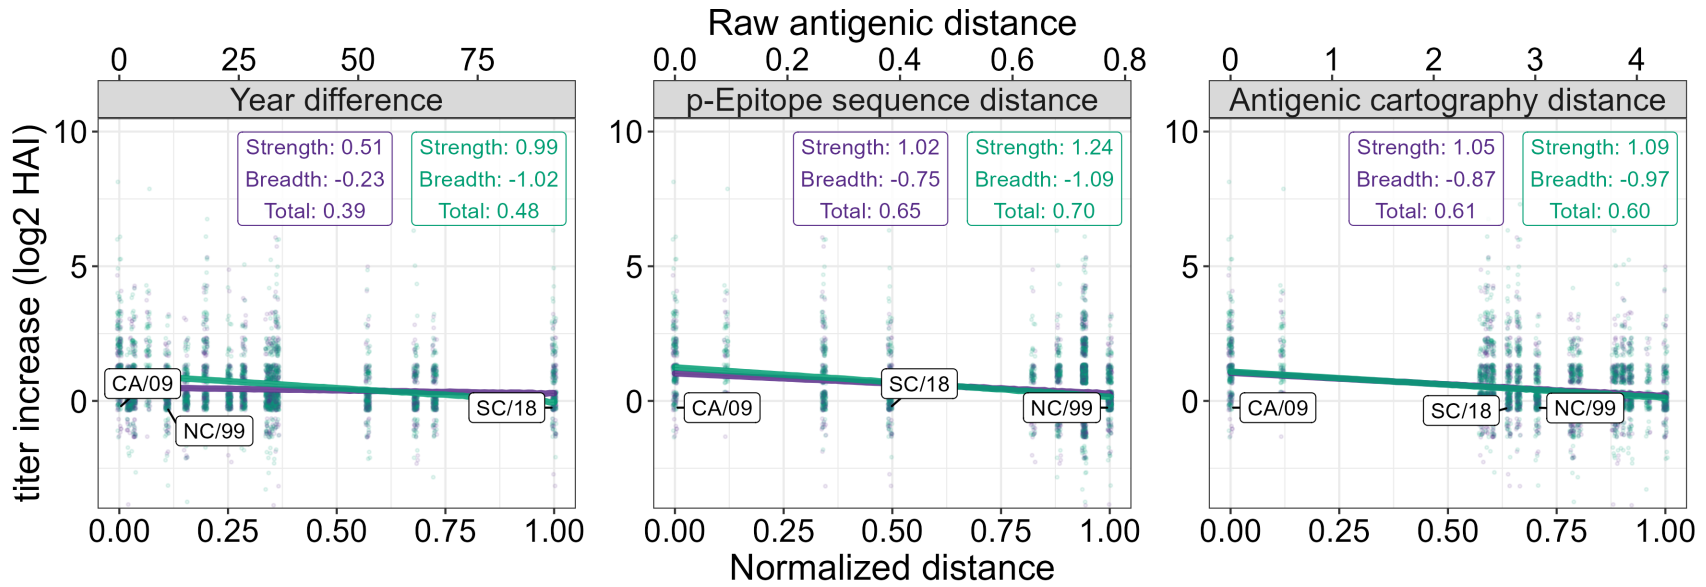 Raw antigenic distance
0 25 50 75
0.0 0.2 0.4 0.6 0.8
0 1 2 3 4
Year difference
p-Epitope sequence distance
Antigenic cartography distance
titer increase (log2 HAI)
10
5
0
Strength: 0.51
Breadth: -0.23
Total: 0.39
Strength: 0.99
Breadth: -1.02
Total: 0.48
CA/09
NC/99
SC/18
0.00 0.25 0.50 0.75 1.00
10
5
0
Strength: 1.02
Breadth: -0.75
Total: 0.65
Strength: 1.24
Breadth: -1.09
Total: 0.70
CA/09
SC/18
NC/99
0.00 0.25 0.50 0.75 1.00
10
5
0
Strength: 1.05
Breadth: -0.87
Total: 0.61
Strength: 1.09
Breadth: -0.97
Total: 0.60
CA/09
SC/18
NC/99
0.00 0.25 0.50 0.75 1.00
Normalized distance